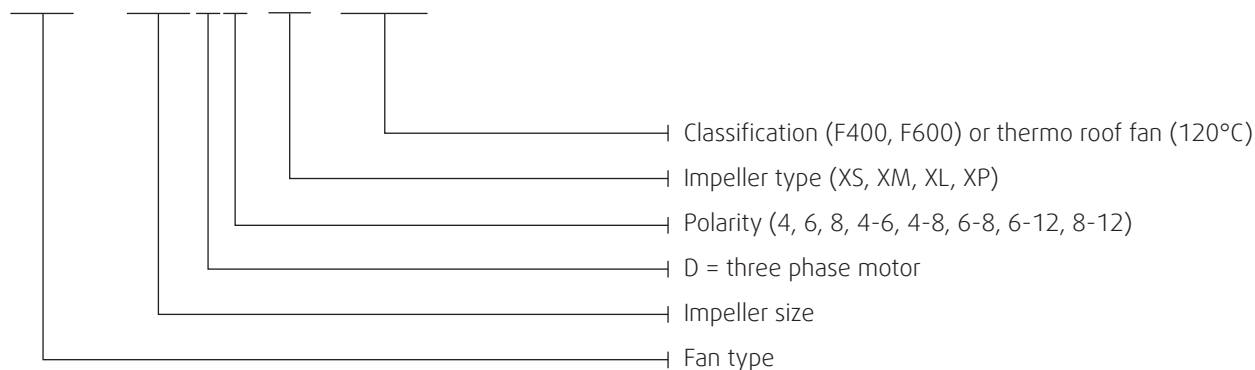 Classification (F400, F600) or thermo roof fan (120°C)
Impeller type (XS, XM, XL, XP)
Polarity (4, 6, 8, 4-6, 4-8, 6-8, 6-12, 8-12)
D = three phase motor
Impeller size
Fan type